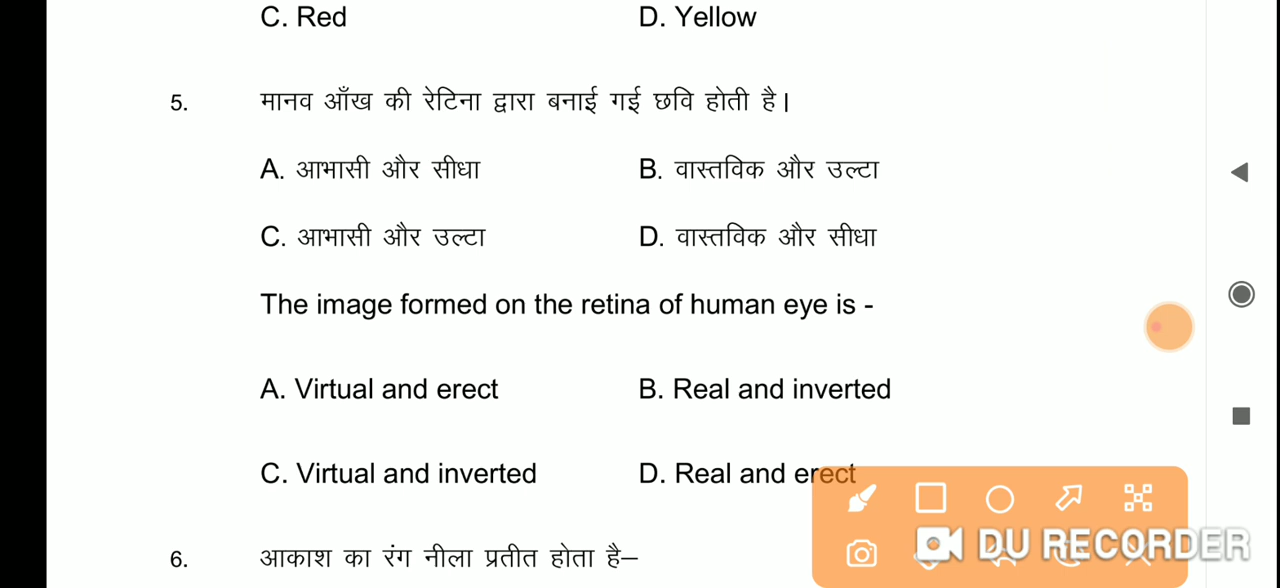 C. Red D. Yellow
5. मानव आँख की रेटिना द्वारा बनाई गई छवि होती है।
A. आभासी और सीधा B. वास्तविक और उल्टा
C. आभासी और उल्टा D. वास्तविक और सीधा
The image formed on the retina of human eye is -
A. Virtual and erect B. Real and inverted
C. Virtual and inverted D. Real and erect
6. आकाश का रंग नीला प्रतीत होता है–
DU RECORDER